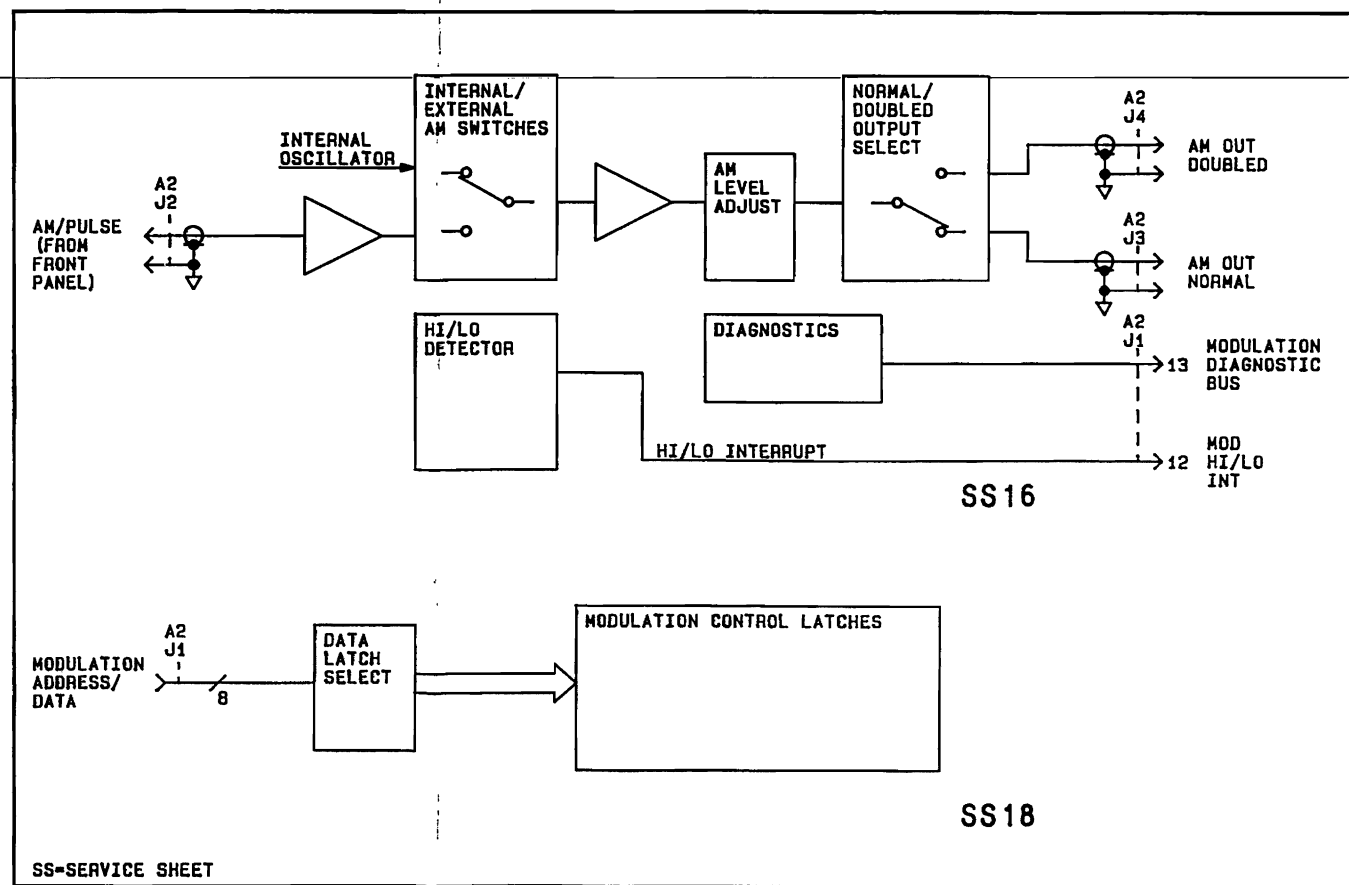 INTERNAL/
EXTERNAL
AM SWITCHES
NORMAL/
DOUBLED
OUTPUT
SELECT
A2
J4
AM OUT
DOUBLED
INTERNAL
OSCILLATOR
AM
LEVEL
ADJUST
A2
J2
AM/PULSE
(FROM
FRONT
PANEL)
A2
J3
AM OUT
NORMAL
HI/LO
DETECTOR
DIAGNOSTICS
A2
J1
13
MODULATION
DIAGNOSTIC
BUS
HI/LO INTERRUPT
12
MOD
HI/LO
INT
SS16
A2
J1
MODULATION
ADDRESS/
DATA
8
DATA
LATCH
SELECT
MODULATION CONTROL LATCHES
SS18
SS=SERVICE SHEET